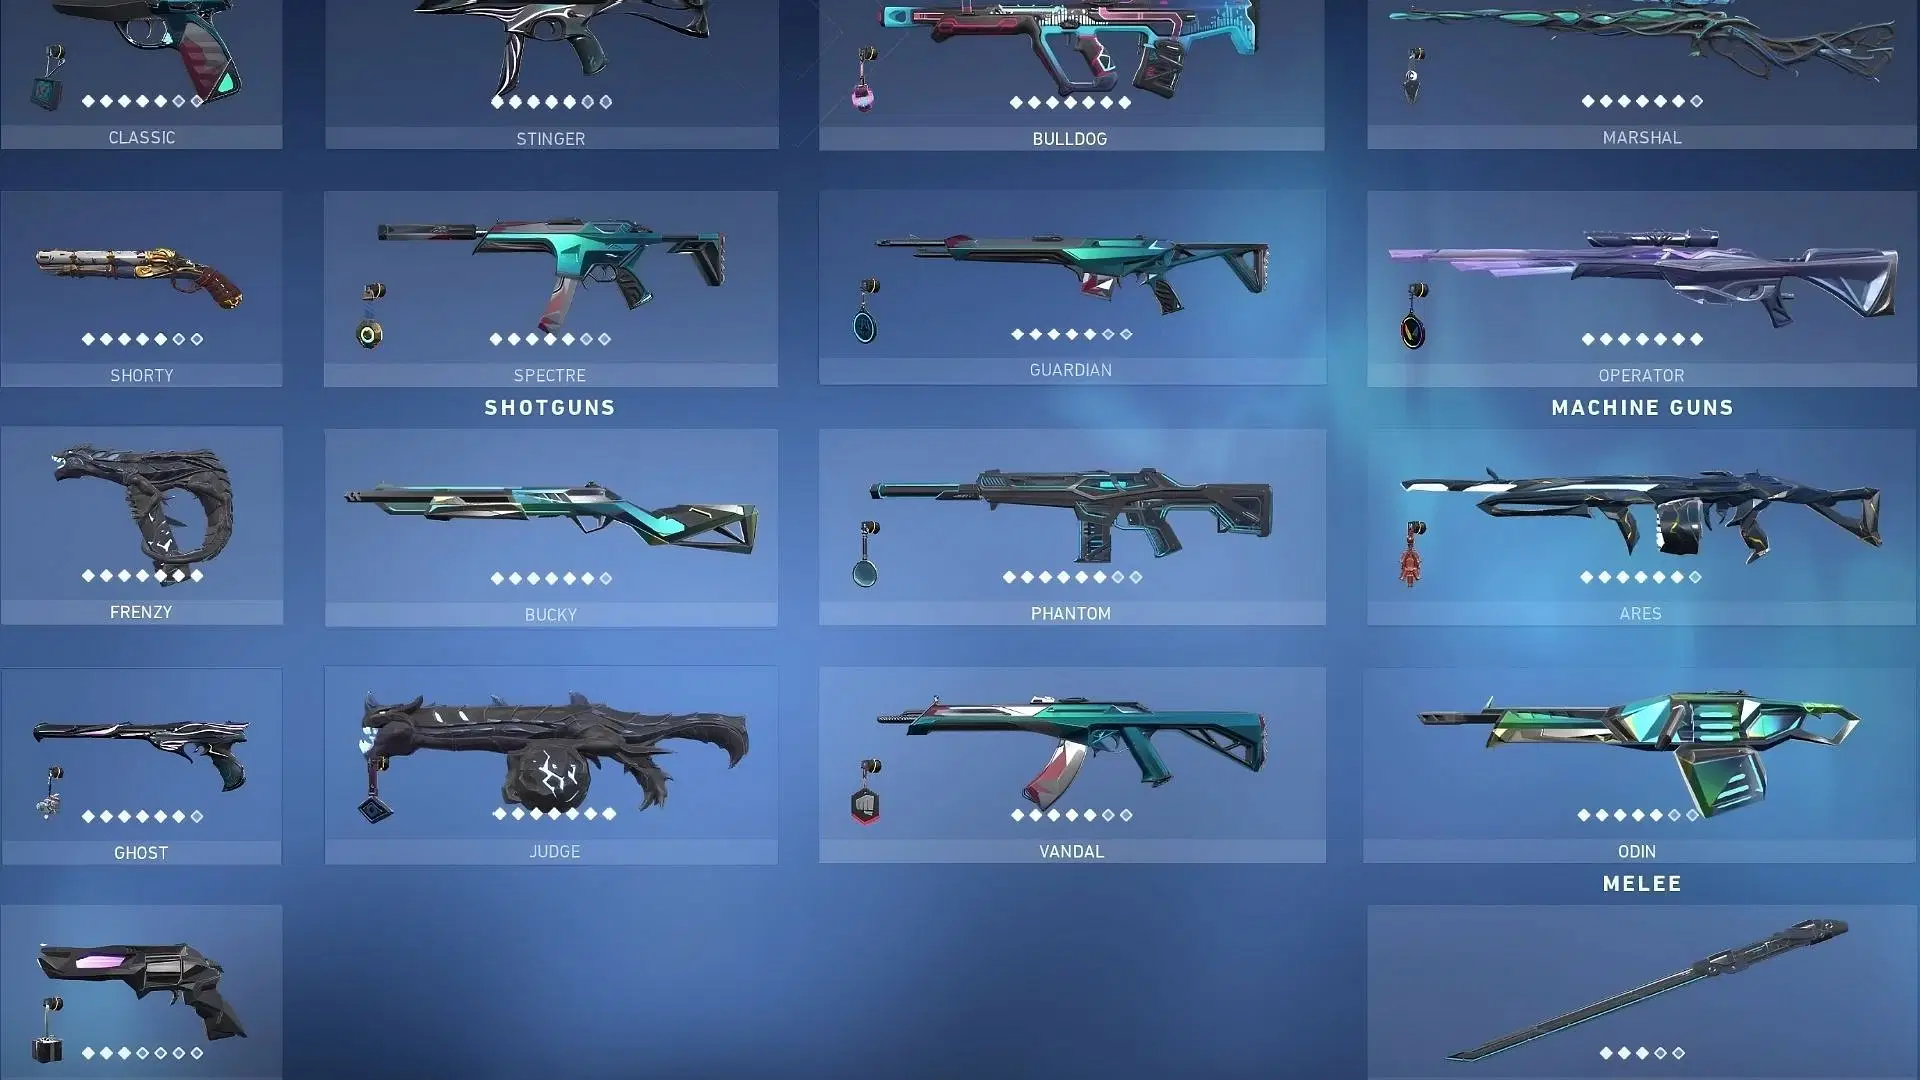 CLASSIC
STINGER
BULLDOG
MARSHAL
SHORTY
SPECTRE
GUARDIAN
OPERATOR
SHOTGUNS
MACHINE GUNS
FRENZY
BUCKY
PHANTOM
ARES
GHOST
JUDGE
VANDAL
ODIN
MELEE